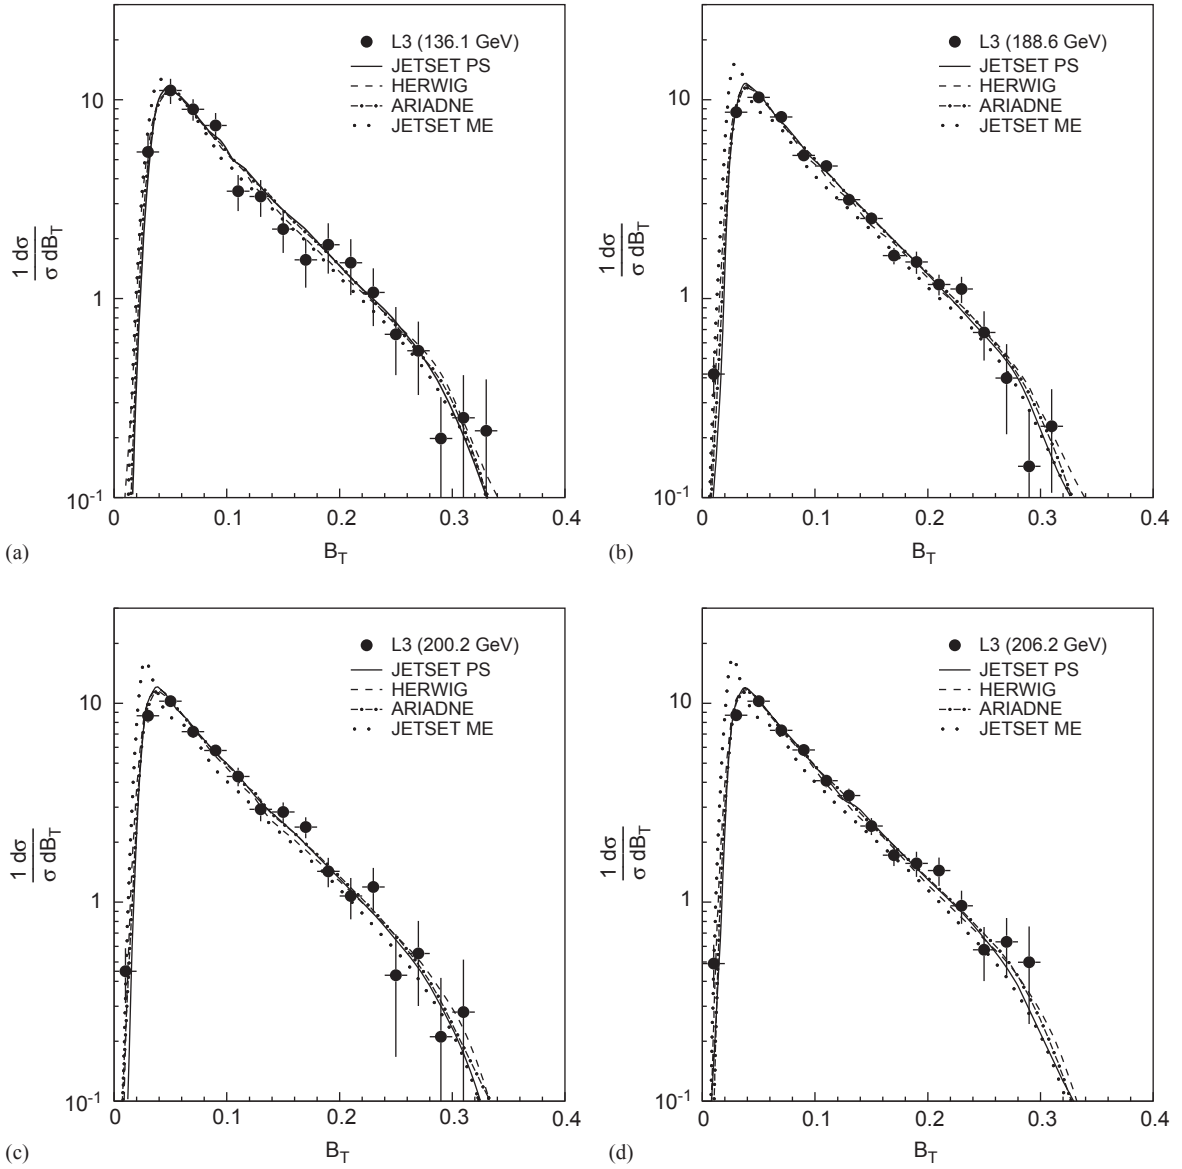 L3 (136.1 GeV)
JETSET PS
HERWIG
ARIADNE
JETSET ME
10
1
10⁻¹
1 dσ
σ dB_T
0 0.1 0.2 0.3 0.4
B_T
(a)
L3 (188.6 GeV)
JETSET PS
HERWIG
ARIADNE
JETSET ME
10
1
10⁻¹
1 dσ
σ dB_T
0 0.1 0.2 0.3 0.4
B_T
(b)
L3 (200.2 GeV)
JETSET PS
HERWIG
ARIADNE
JETSET ME
10
1
10⁻¹
1 dσ
σ dB_T
0 0.1 0.2 0.3 0.4
B_T
(c)
L3 (206.2 GeV)
JETSET PS
HERWIG
ARIADNE
JETSET ME
10
1
10⁻¹
1 dσ
σ dB_T
0 0.1 0.2 0.3 0.4
B_T
(d)